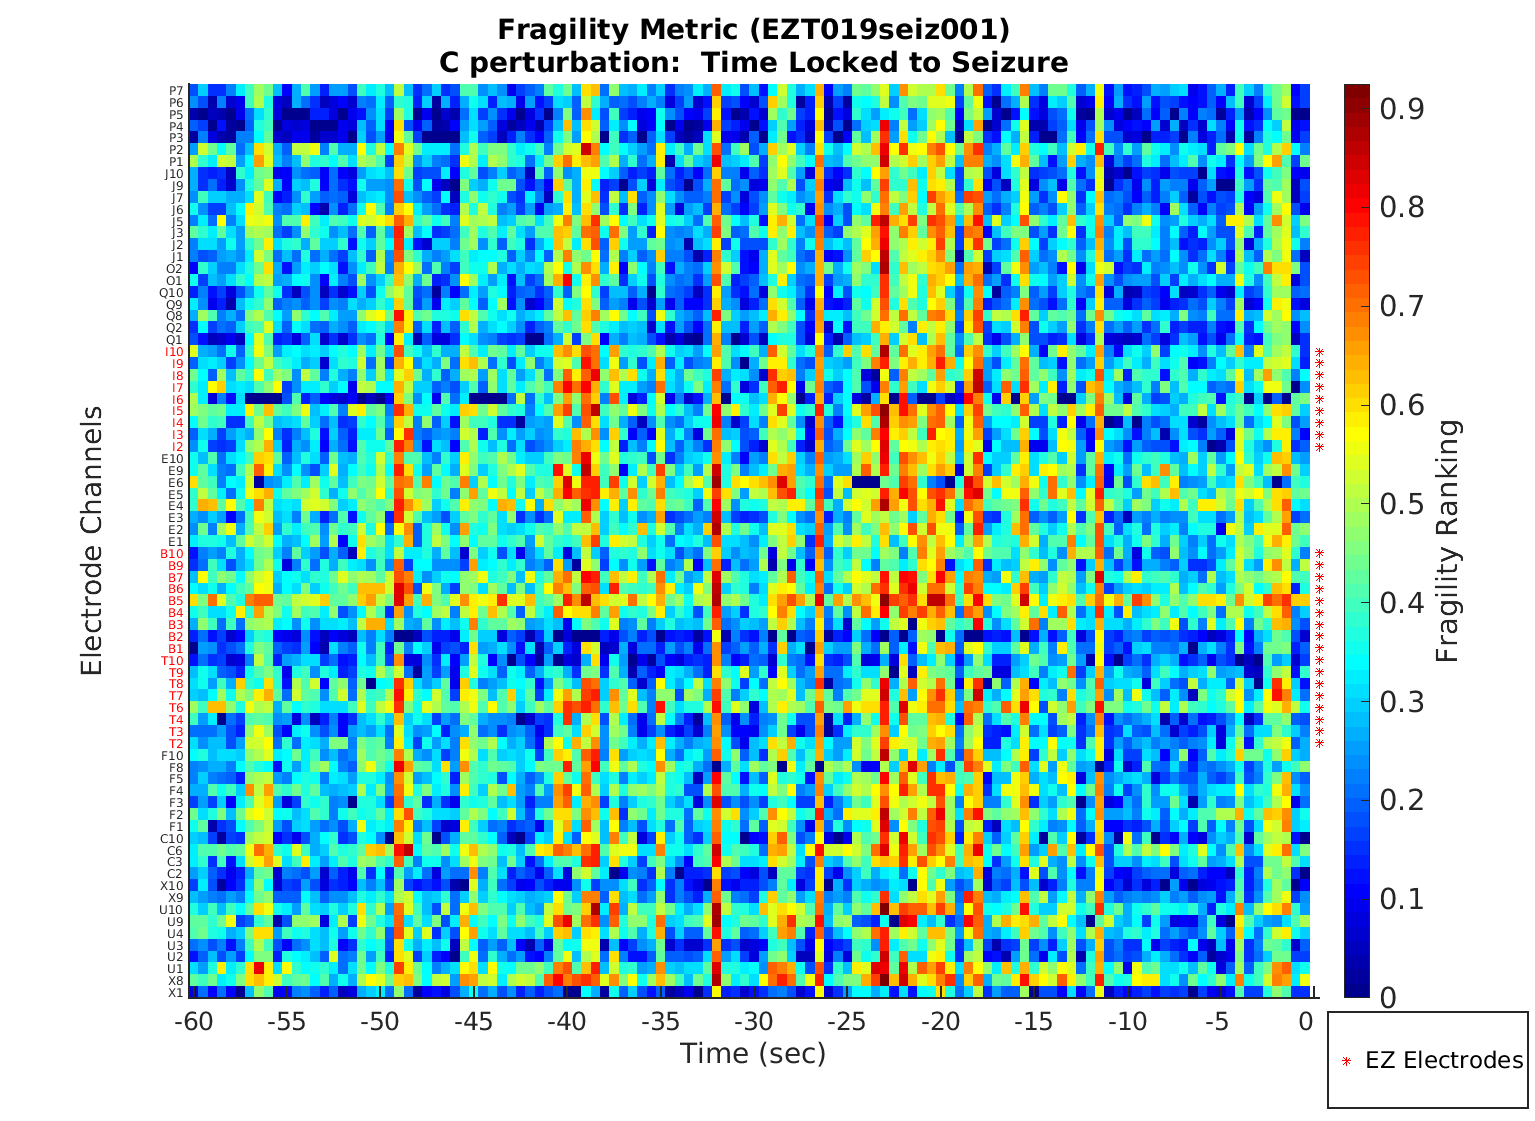 Fragility Metric (EZT019seiz001)
C perturbation:  Time Locked to Seizure
Electrode Channels
P7
P6
P5
P4
P3
P2
P1
J10
J9
J7
J6
J5
J3
J2
J1
O2
O1
Q10
Q9
Q8
Q2
Q1
I10
I9
I8
I7
I6
I5
I4
I3
I2
E10
E9
E6
E5
E4
E3
E2
E1
B10
B9
B7
B6
B5
B4
B3
B2
B1
T10
T9
T8
T7
T6
T4
T3
T2
F10
F8
F5
F4
F3
F2
F1
C10
C6
C3
C2
X10
X9
U10
U9
U4
U3
U2
U1
X8
X1
-60 -55 -50 -45 -40 -35 -30 -25 -20 -15 -10 -5 0
Time (sec)
0.9
0.8
0.7
0.6
0.5
0.4
0.3
0.2
0.1
0
Fragility Ranking
EZ Electrodes